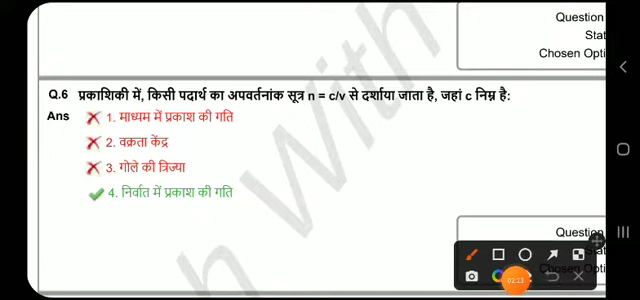 Question
Stat
Chosen Opti
Q.6 प्रकाशिकी में, किसी पदार्थ का अपवर्तनांक सूत्र n = c/v से दर्शाया जाता है, जहां c निम्न है:
Ans 1. माध्यम में प्रकाश की गति
2. वक्रता केंद्र
3. गोले की त्रिज्या
4. निर्वात में प्रकाश की गति
Question
Chosen Opti
02:23